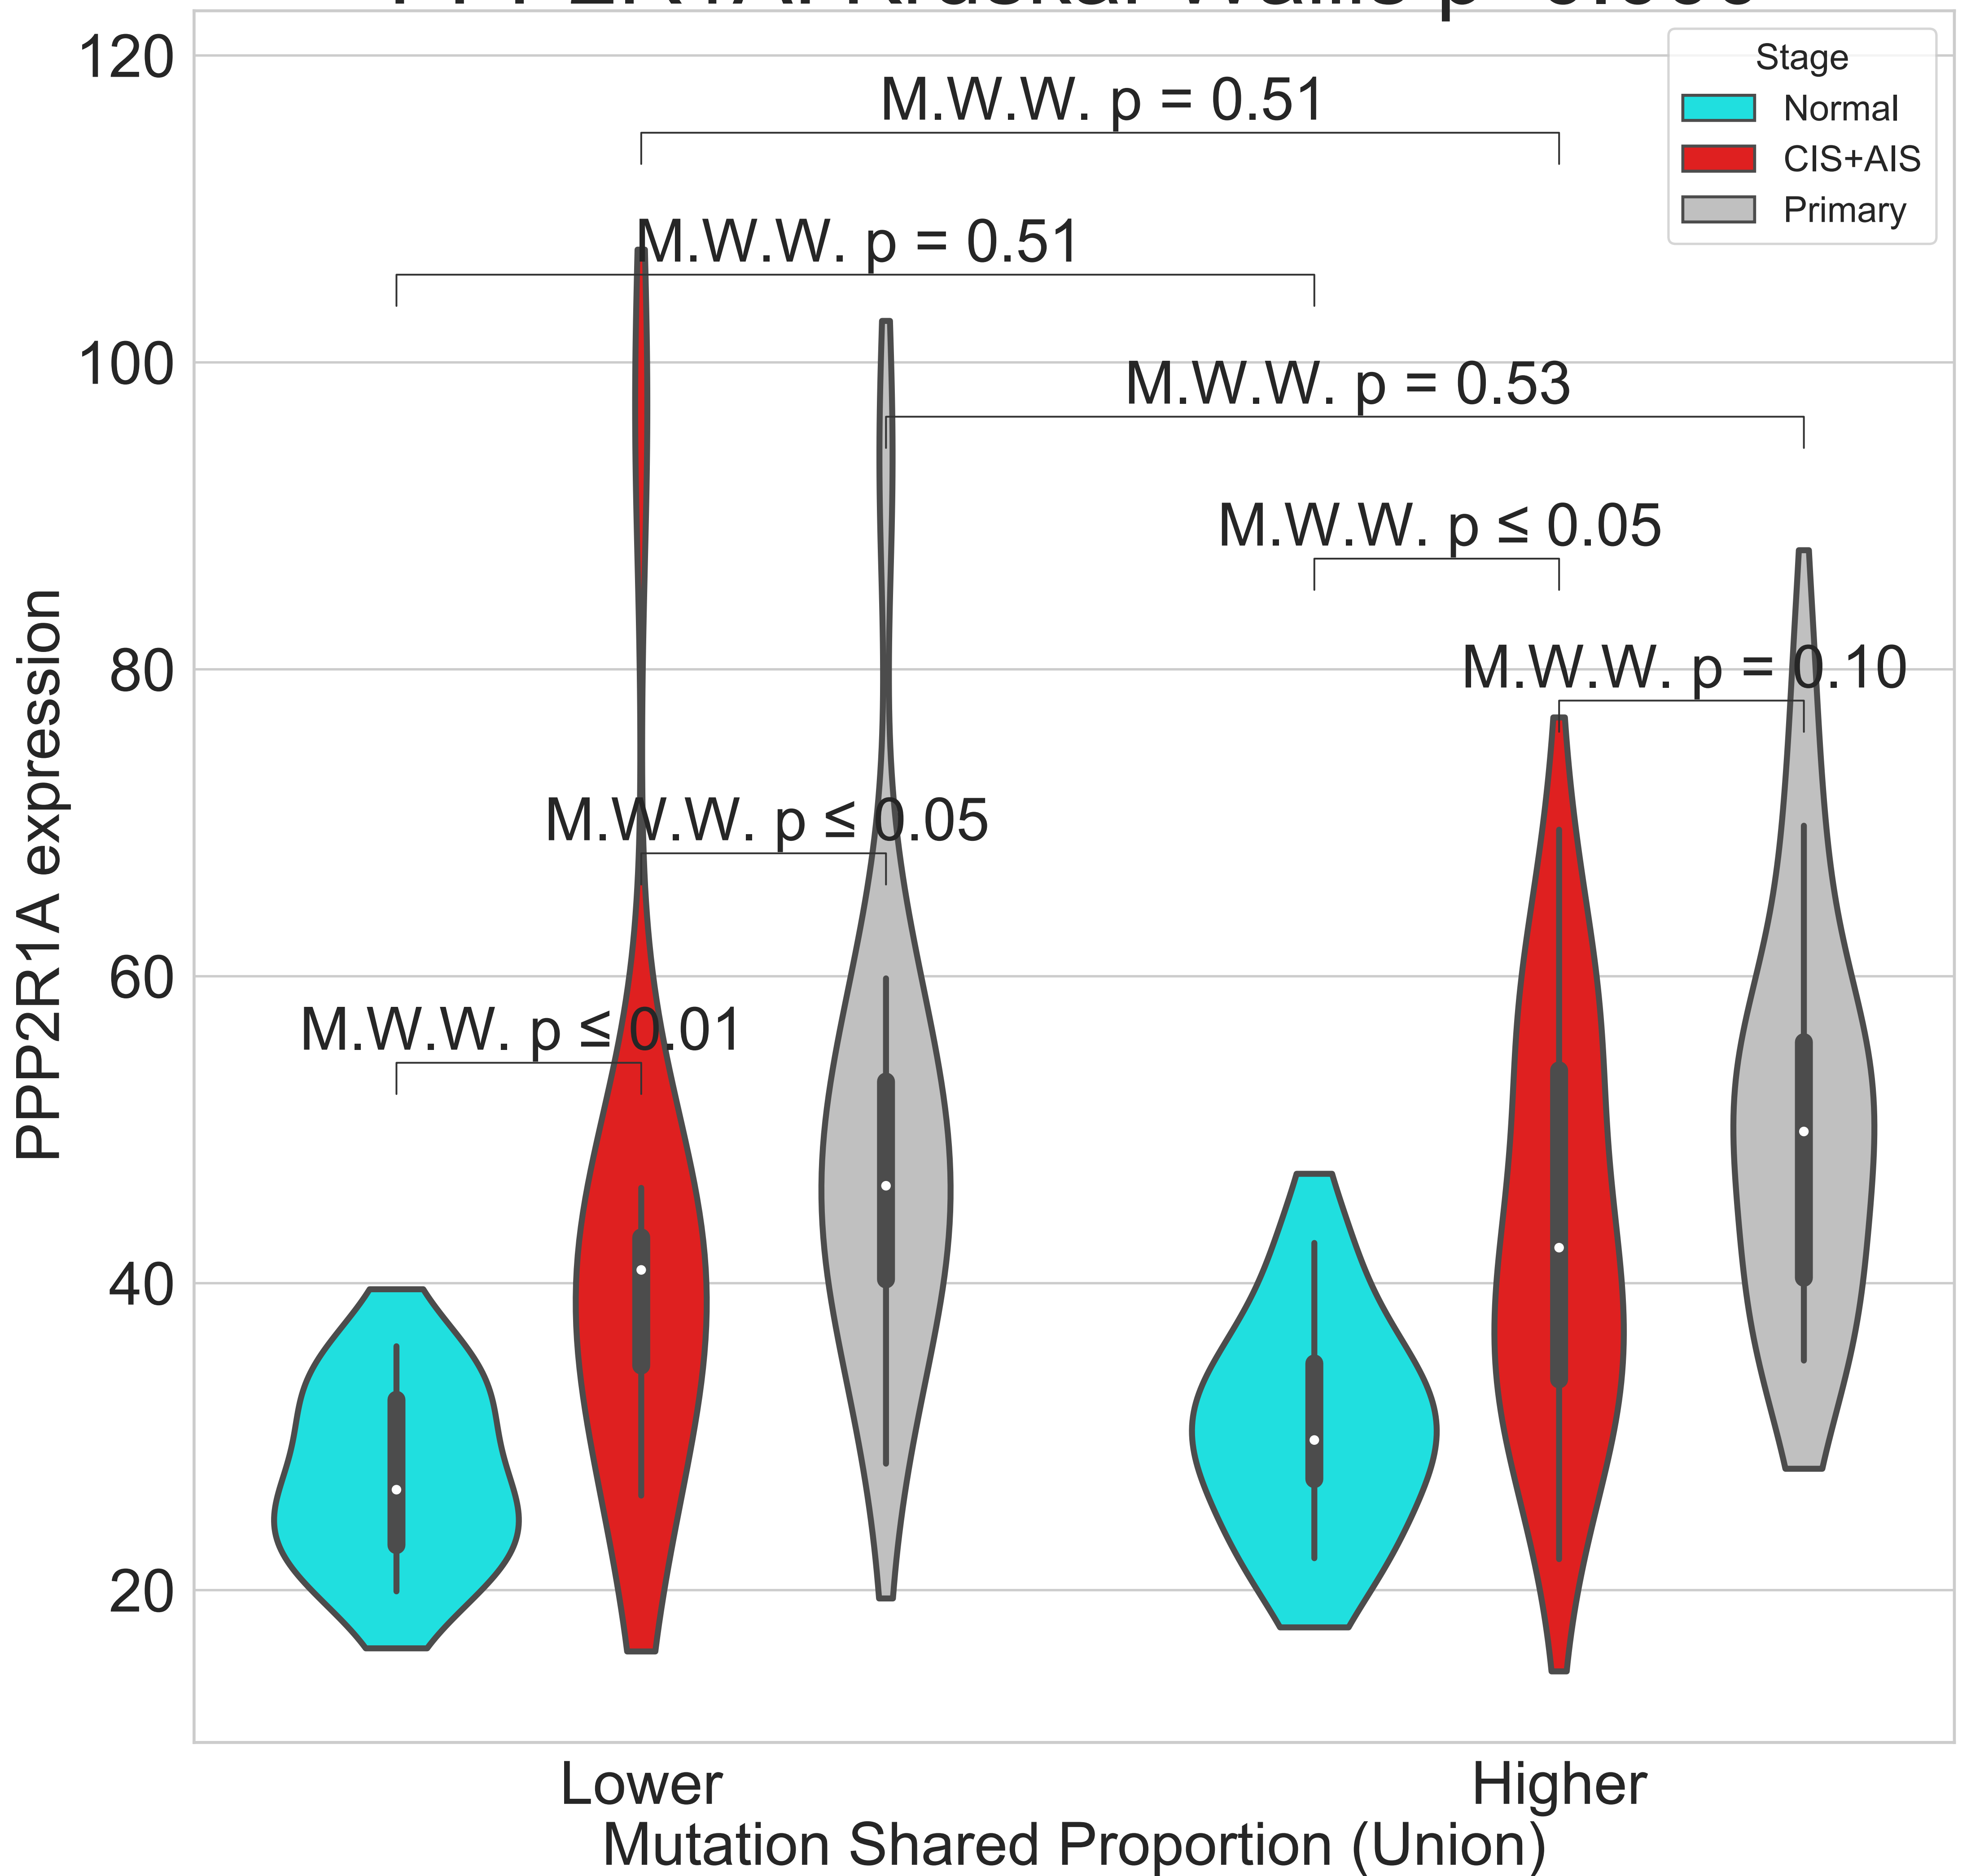 120
100
80
60
40
20
PPP2R1A expression
Stage
Normal
CIS+AIS
Primary
M.W.W. p = 0.51
M.W.W. p = 0.51
M.W.W. p = 0.53
M.W.W. p ≤ 0.05
M.W.W. p = 0.10
M.W.W. p ≤ 0.05
M.W.W. p ≤ 0.01
Lower
Higher
Mutation Shared Proportion (Union)